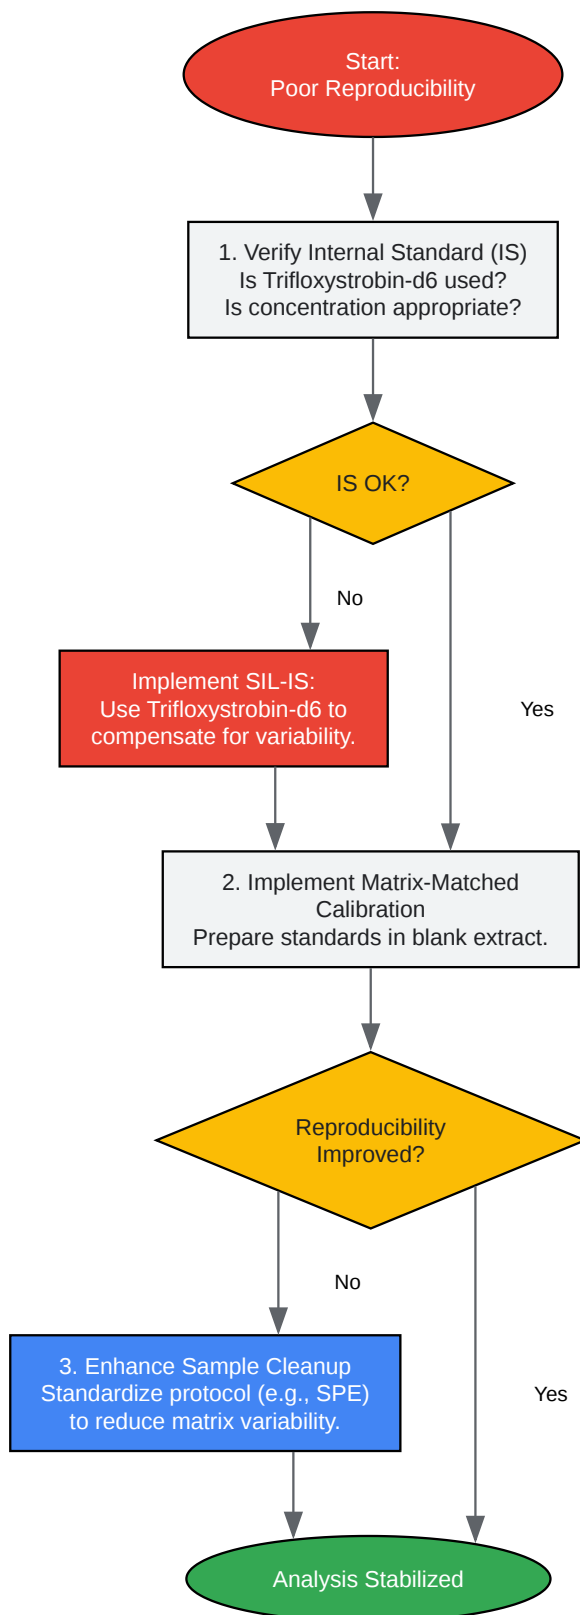 Start:
Poor Reproducibility
1. Verify Internal Standard (IS)
Is Trifloxystrobin-d6 used?
Is concentration appropriate?
IS OK?
No
Implement SIL-IS:
Use Trifloxystrobin-d6 to
compensate for variability.
Yes
2. Implement Matrix-Matched
Calibration
Prepare standards in blank extract.
Reproducibility
Improved?
No
3. Enhance Sample Cleanup
Standardize protocol (e.g., SPE)
to reduce matrix variability.
Yes
Analysis Stabilized